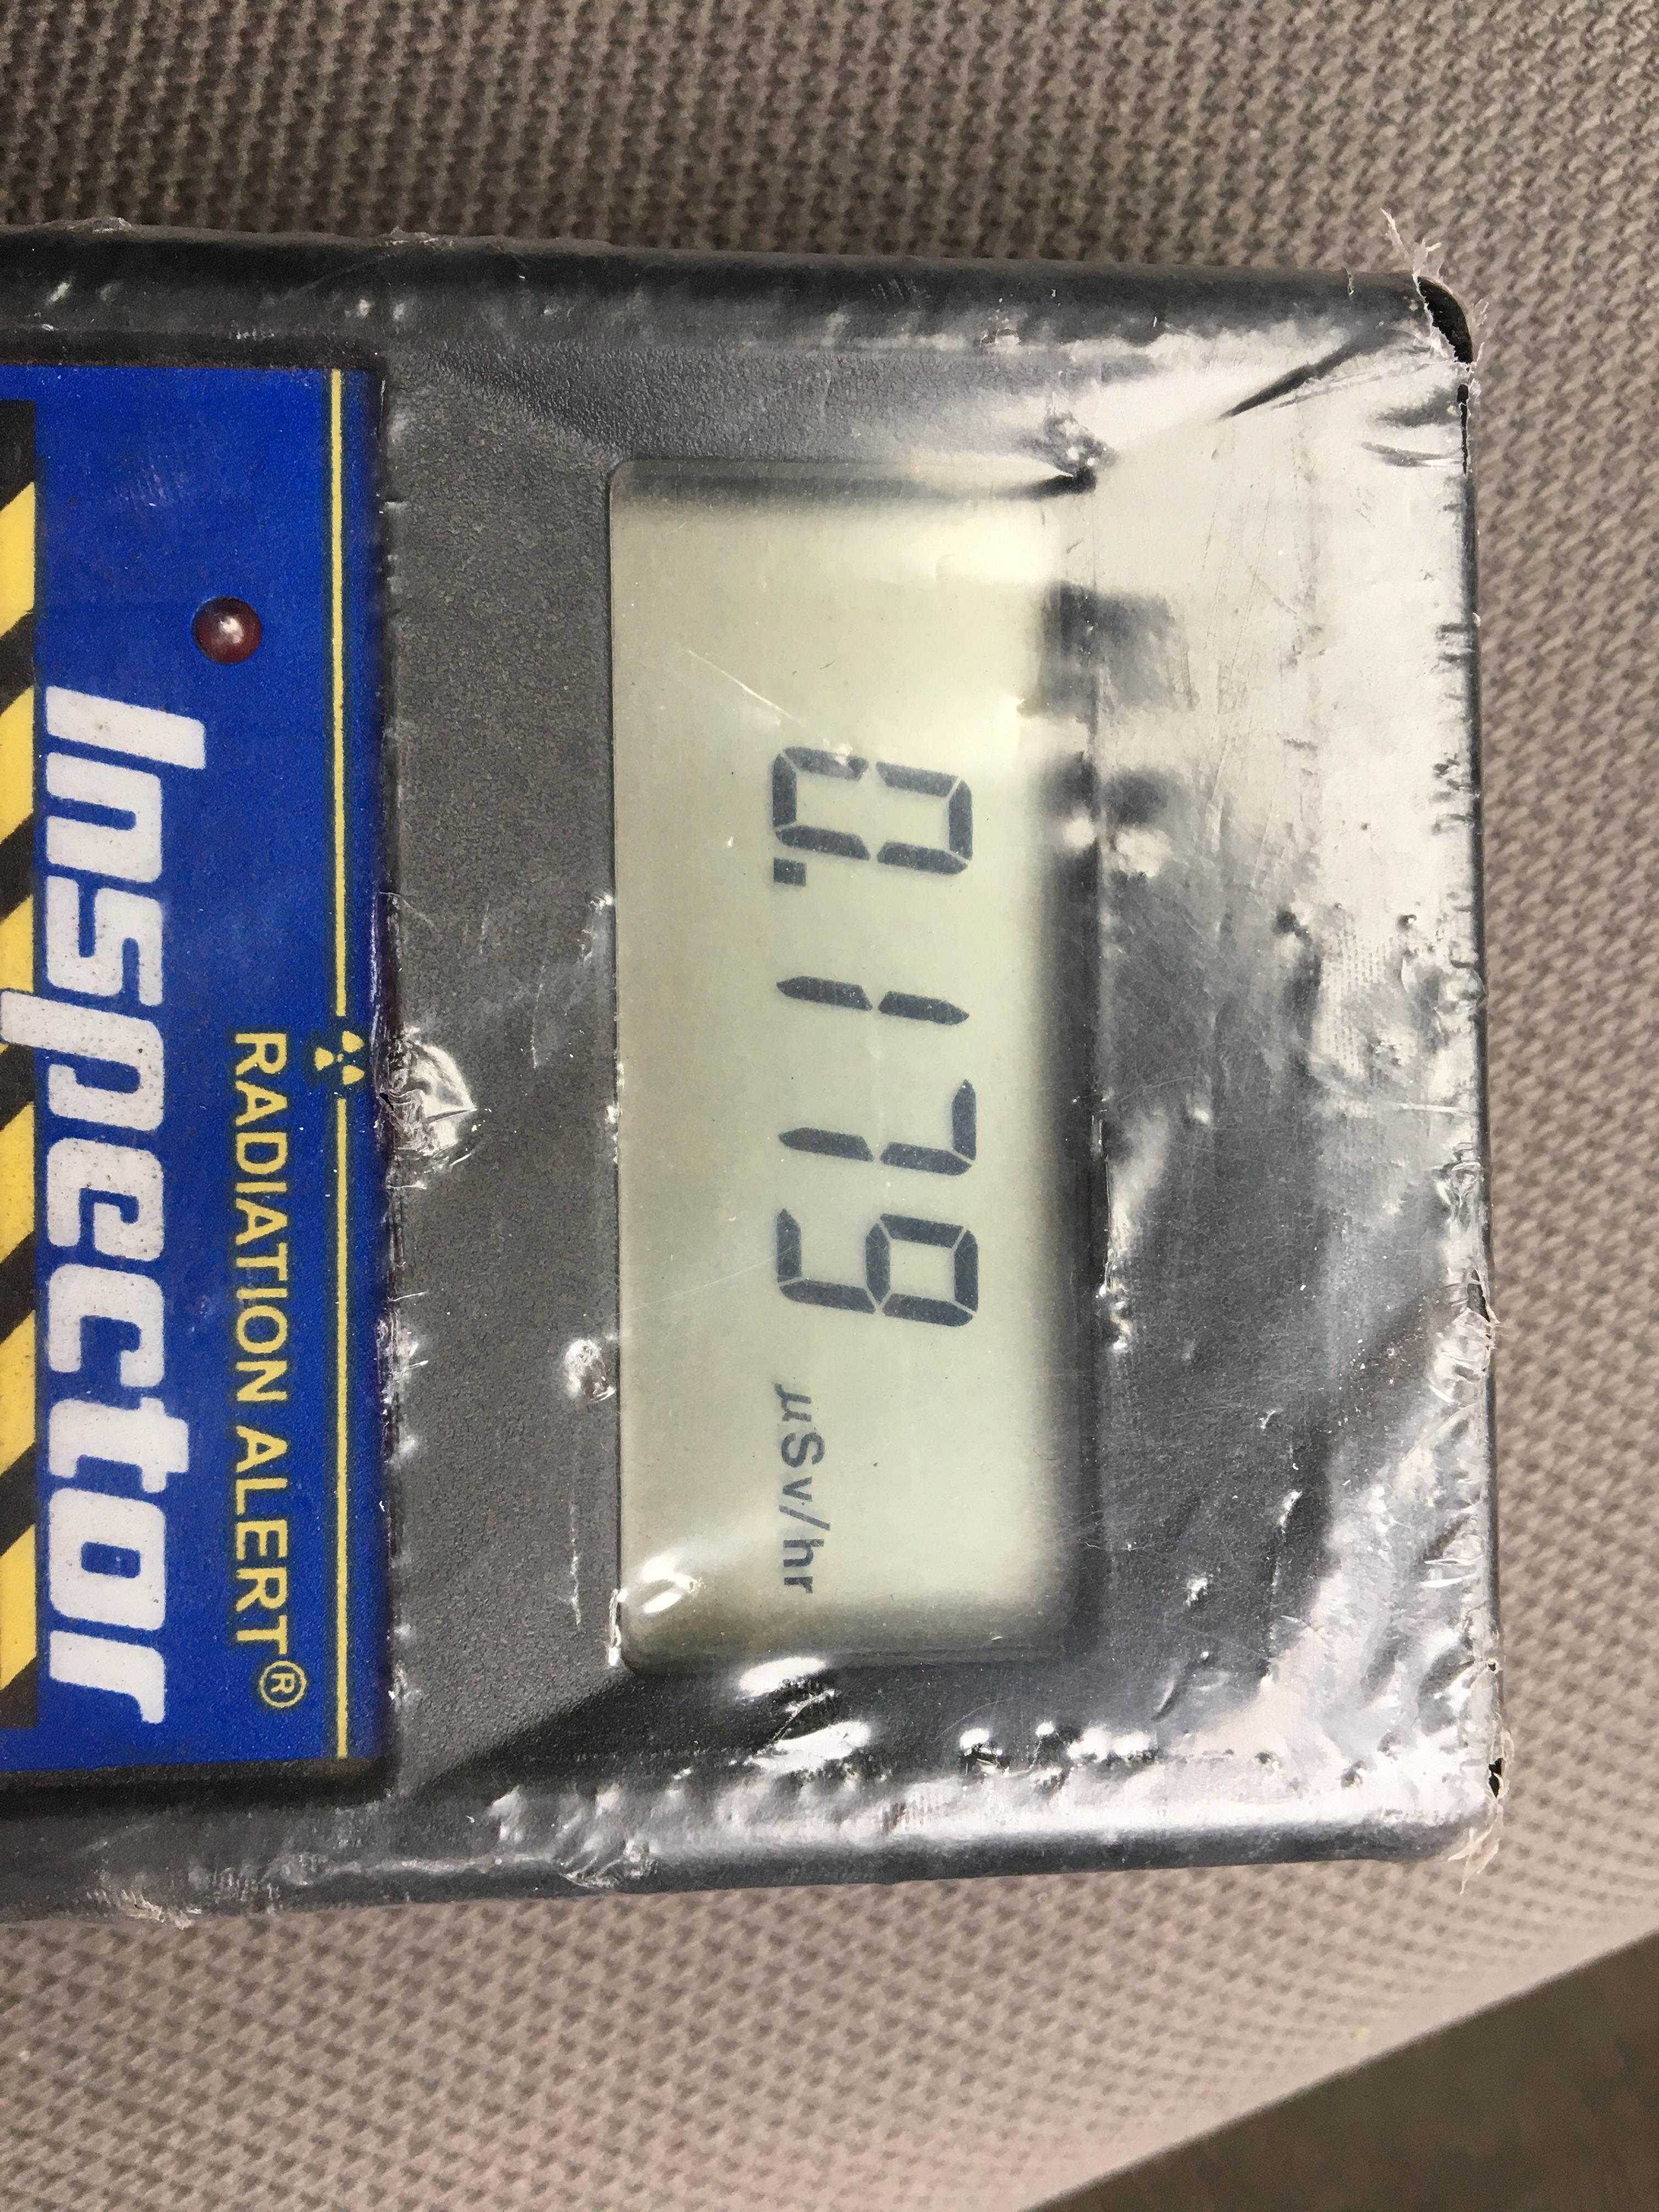 0.179 µSv/hr
RADIATION ALERT®
Inspector